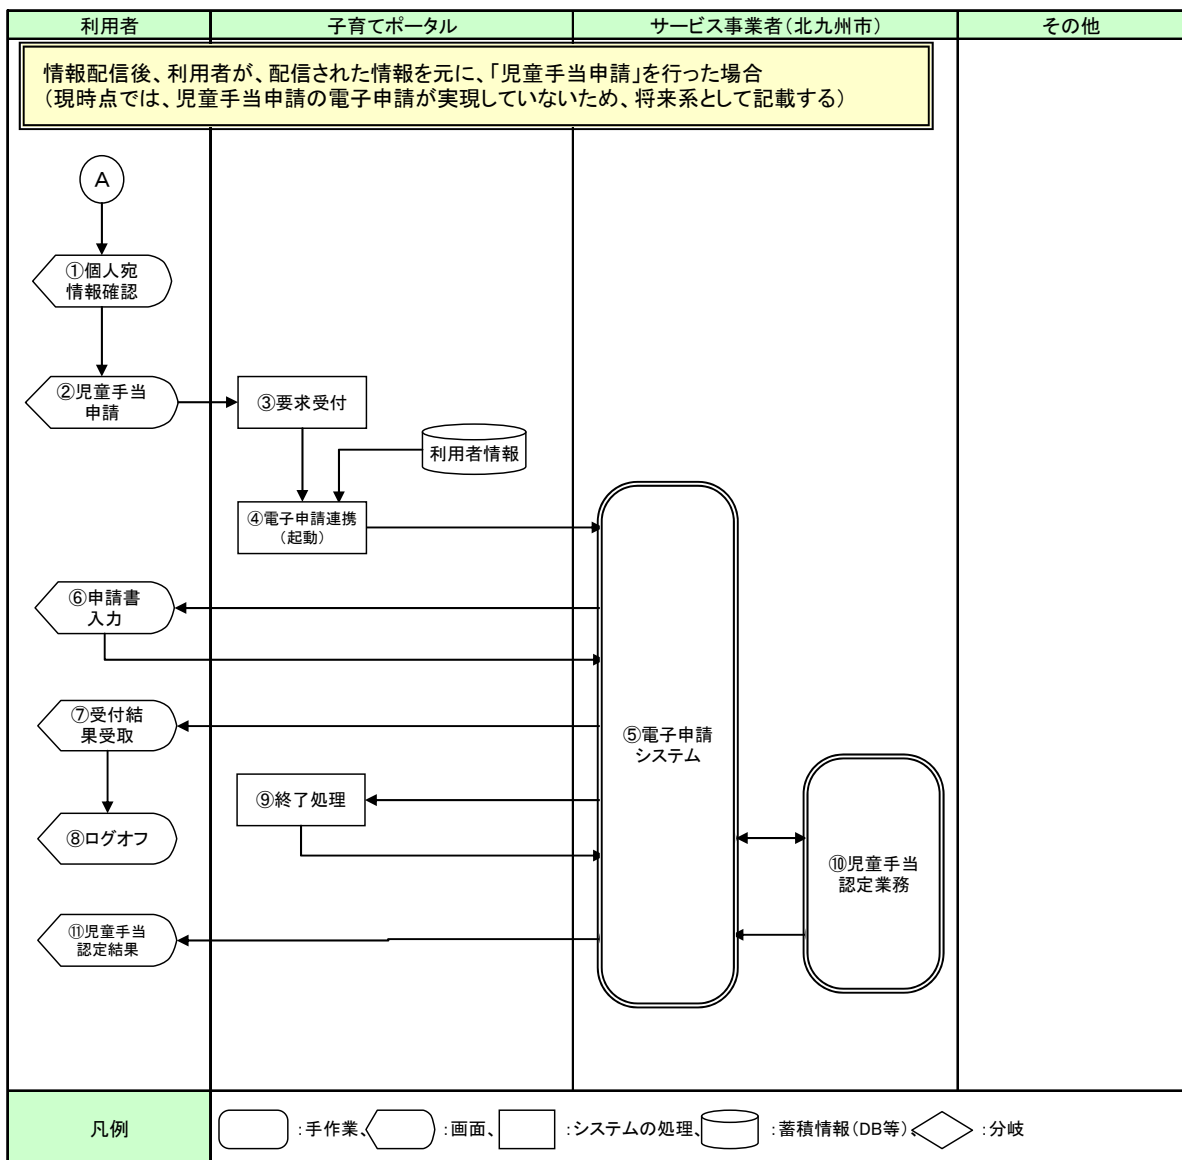 利用者
子育てポータル
サービス事業者（北九州市）
その他
情報配信後、利用者が、配信された情報を元に、「児童手当申請」を行った場合
（現時点では、児童手当申請の電子申請が実現していないため、将来系として記載する）
A
①個人宛
情報確認
②児童手当
申請
③要求受付
利用者情報
④電子申請連携
（起動）
⑥申請書
入力
⑦受付結
果受取
⑤電子申請
システム
⑨終了処理
⑧ログオフ
⑩児童手当
認定業務
⑪児童手当
認定結果
凡例
：手作業、
：画面、
：システムの処理、
：蓄積情報（DB等）、
：分岐